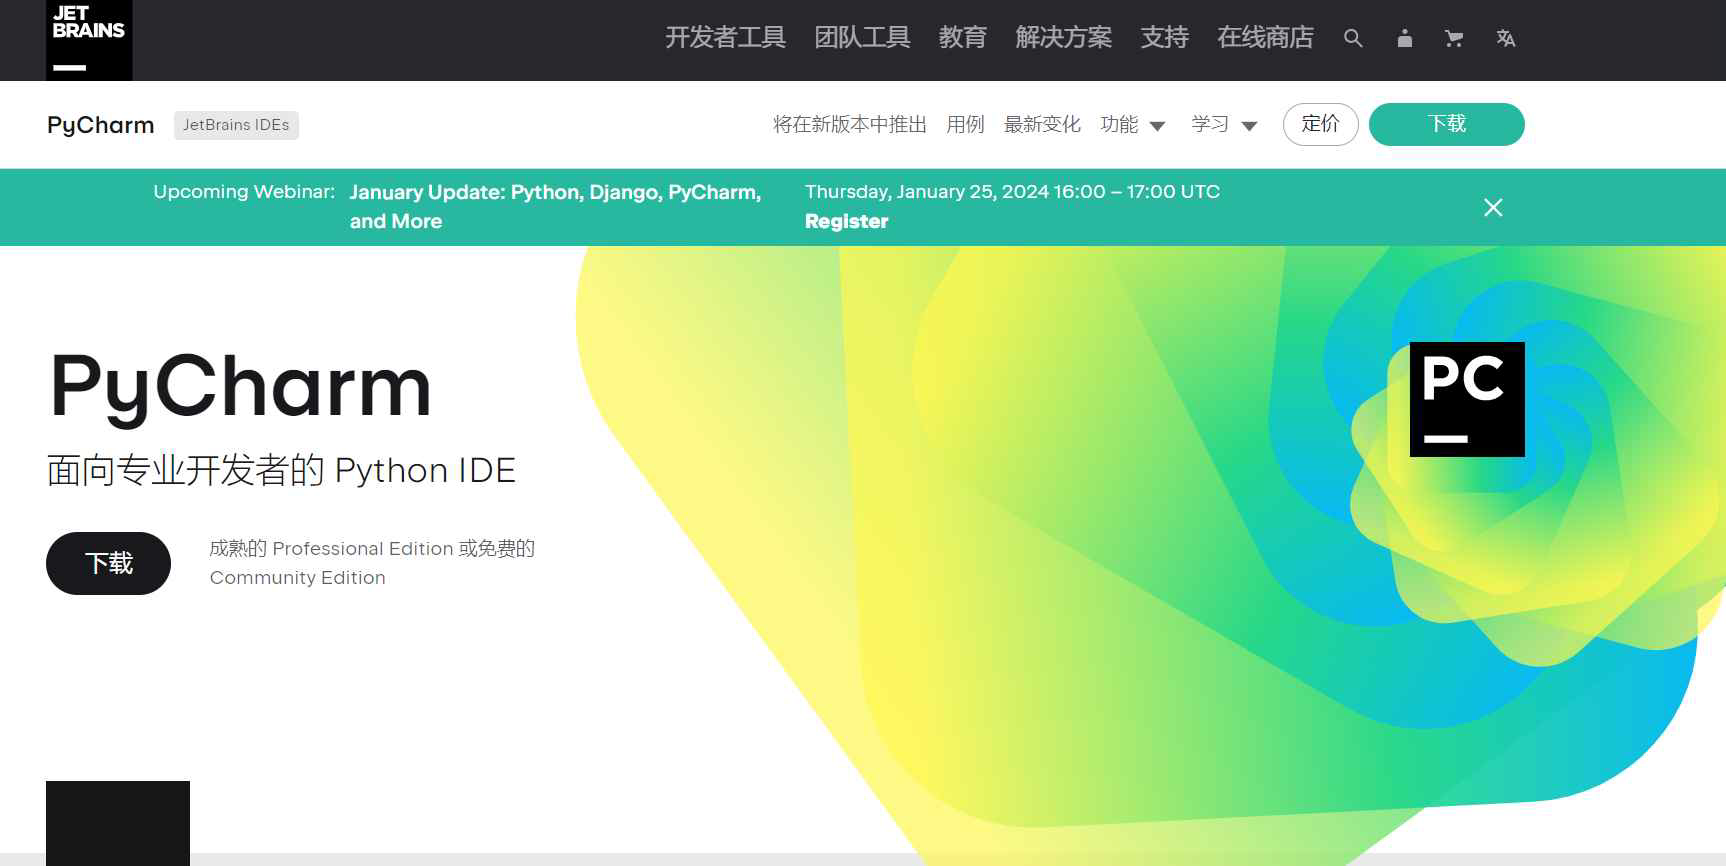 JET
BRAINS
开发者工具 团队工具 教育 解决方案 支持 在线商店
PyCharm JetBrains IDEs 将在新版本中推出 用例 最新变化 功能 学习 定价 下载
Upcoming Webinar: January Update: Python, Django, PyCharm, Thursday, January 25, 2024 16:00 – 17:00 UTC
and More Register
PC
PyCharm
面向专业开发者的 Python IDE
下载 成熟的 Professional Edition 或免费的
Community Edition